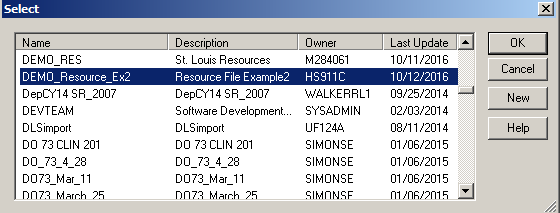 Select
Name Description Owner Last Update
DEMO_RES St. Louis Resources M284061 10/11/2016
DEMO_Resource_Ex2 Resource File Example2 HS911C 10/12/2016
DepCY14 SR_2007 DepCY14 SR_2007 WALKERRL1 09/25/2014
DEVTEAM Software Development... SYSADMIN 02/03/2014
DLSimport DLSimport UF124A 08/11/2014
DO 73 CLIN 201 DO 73 CLIN 201 SIMONSE 01/06/2015
DO_73_4_28 DO_73_4_28 SIMONSE 01/06/2015
DO73_Mar_11 DO73_Mar_11 SIMONSE 01/06/2015
DO73_March_25 DO73_March_25 SIMONSE 01/06/2015
OK
Cancel
New
Help